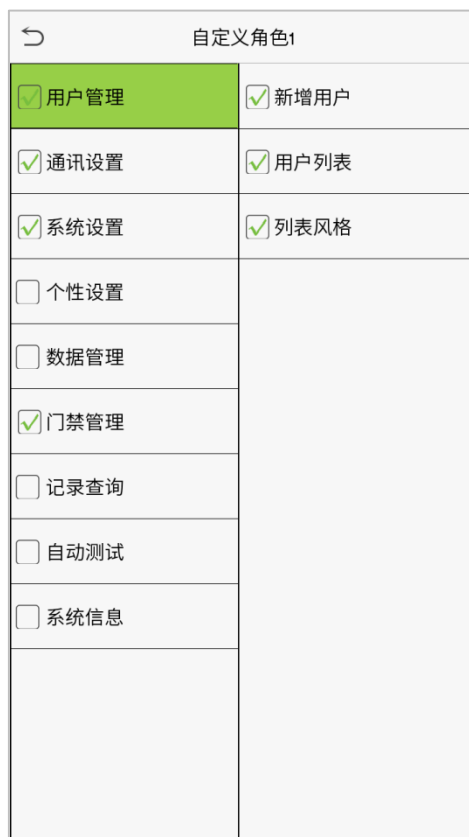 自定义角色1
用户管理
新增用户
通讯设置
用户列表
系统设置
列表风格
个性设置
数据管理
门禁管理
记录查询
自动测试
系统信息